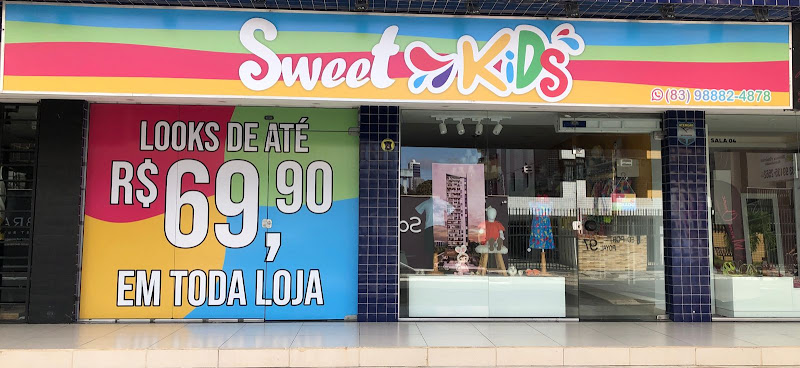 Sweet Kids
(83) 98882-4878
LOOKS DE ATÉ
R$ 69,90
EM TODA LOJA
SALA 04